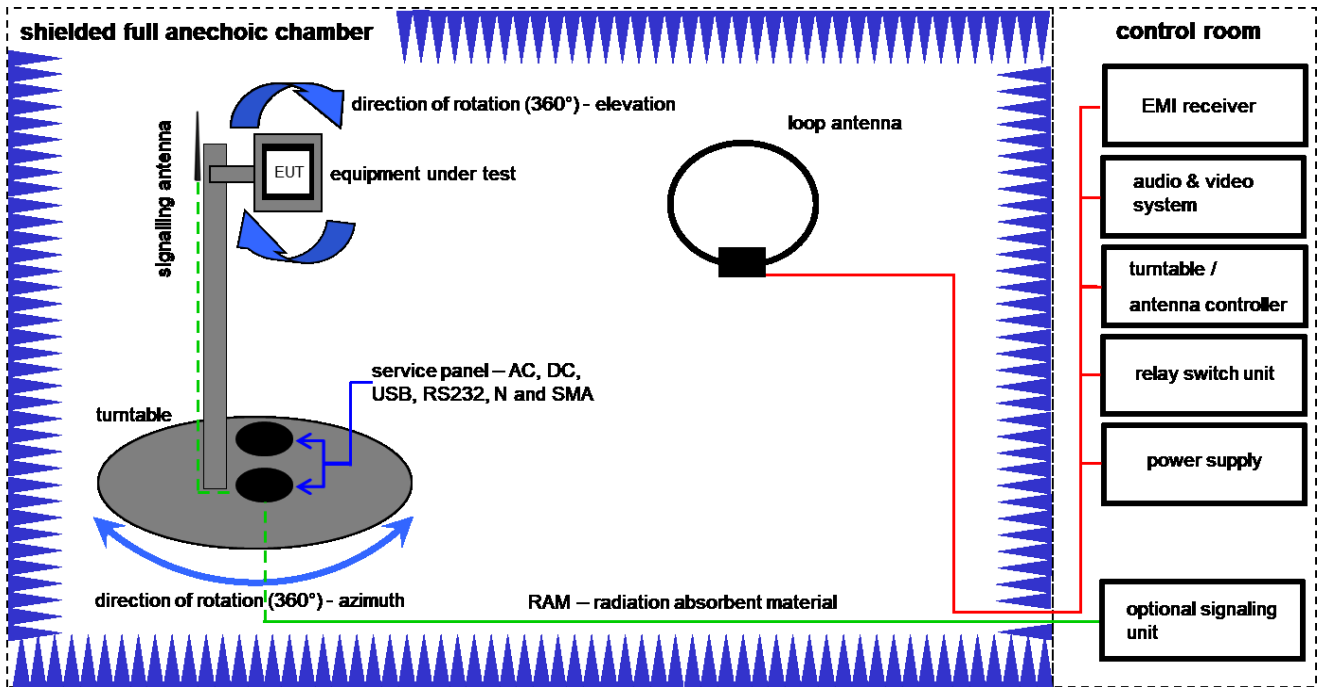 shielded full anechoic chamber
control room
direction of rotation (360°) - elevation
signalling antenna
EUT
equipment under test
loop antenna
EMI receiver
audio & video
system
turntable /
antenna controller
relay switch unit
power supply
service panel – AC, DC,
USB, RS232, N and SMA
turntable
direction of rotation (360°) - azimuth
RAM – radiation absorbent material
optional signaling
unit